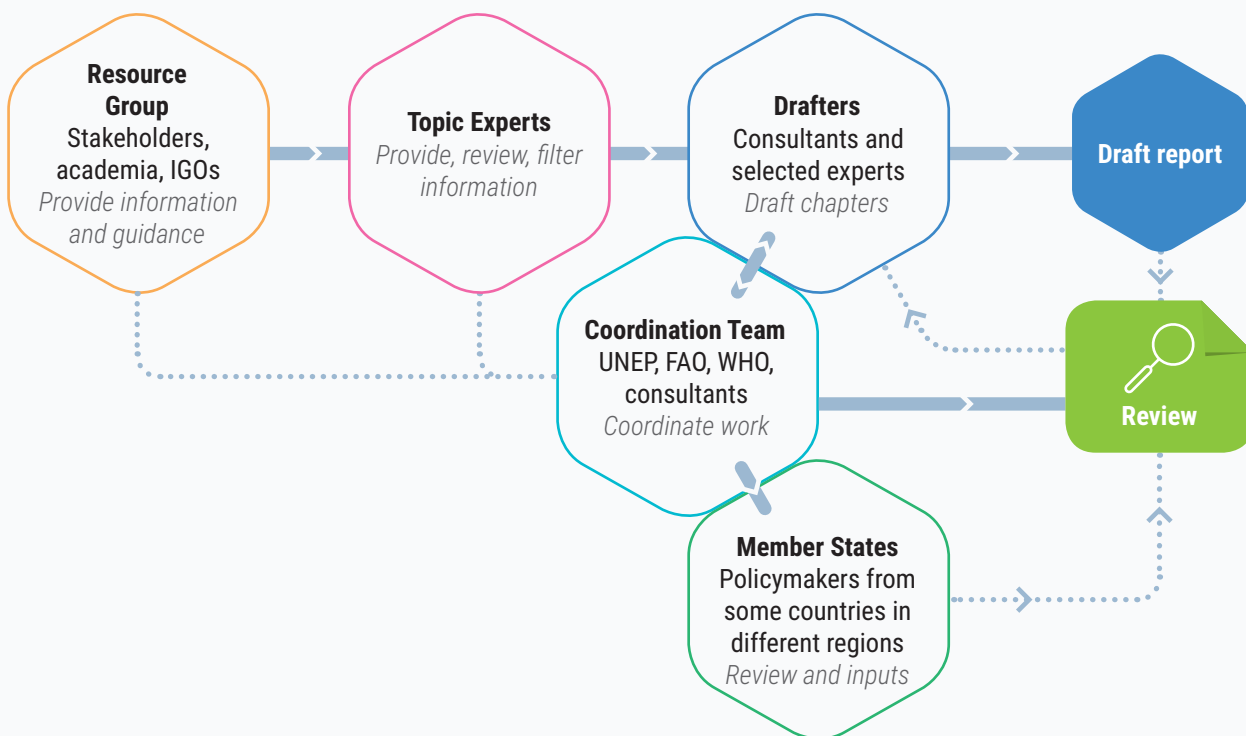 Resource
Group
Stakeholders,
academia, IGOs
Provide information
and guidance
Topic Experts
Provide, review, filter
information
Drafters
Consultants and
selected experts
Draft chapters
Draft report
Coordination Team
UNEP, FAO, WHO,
consultants
Coordinate work
Review
Member States
Policymakers from
some countries in
different regions
Review and inputs